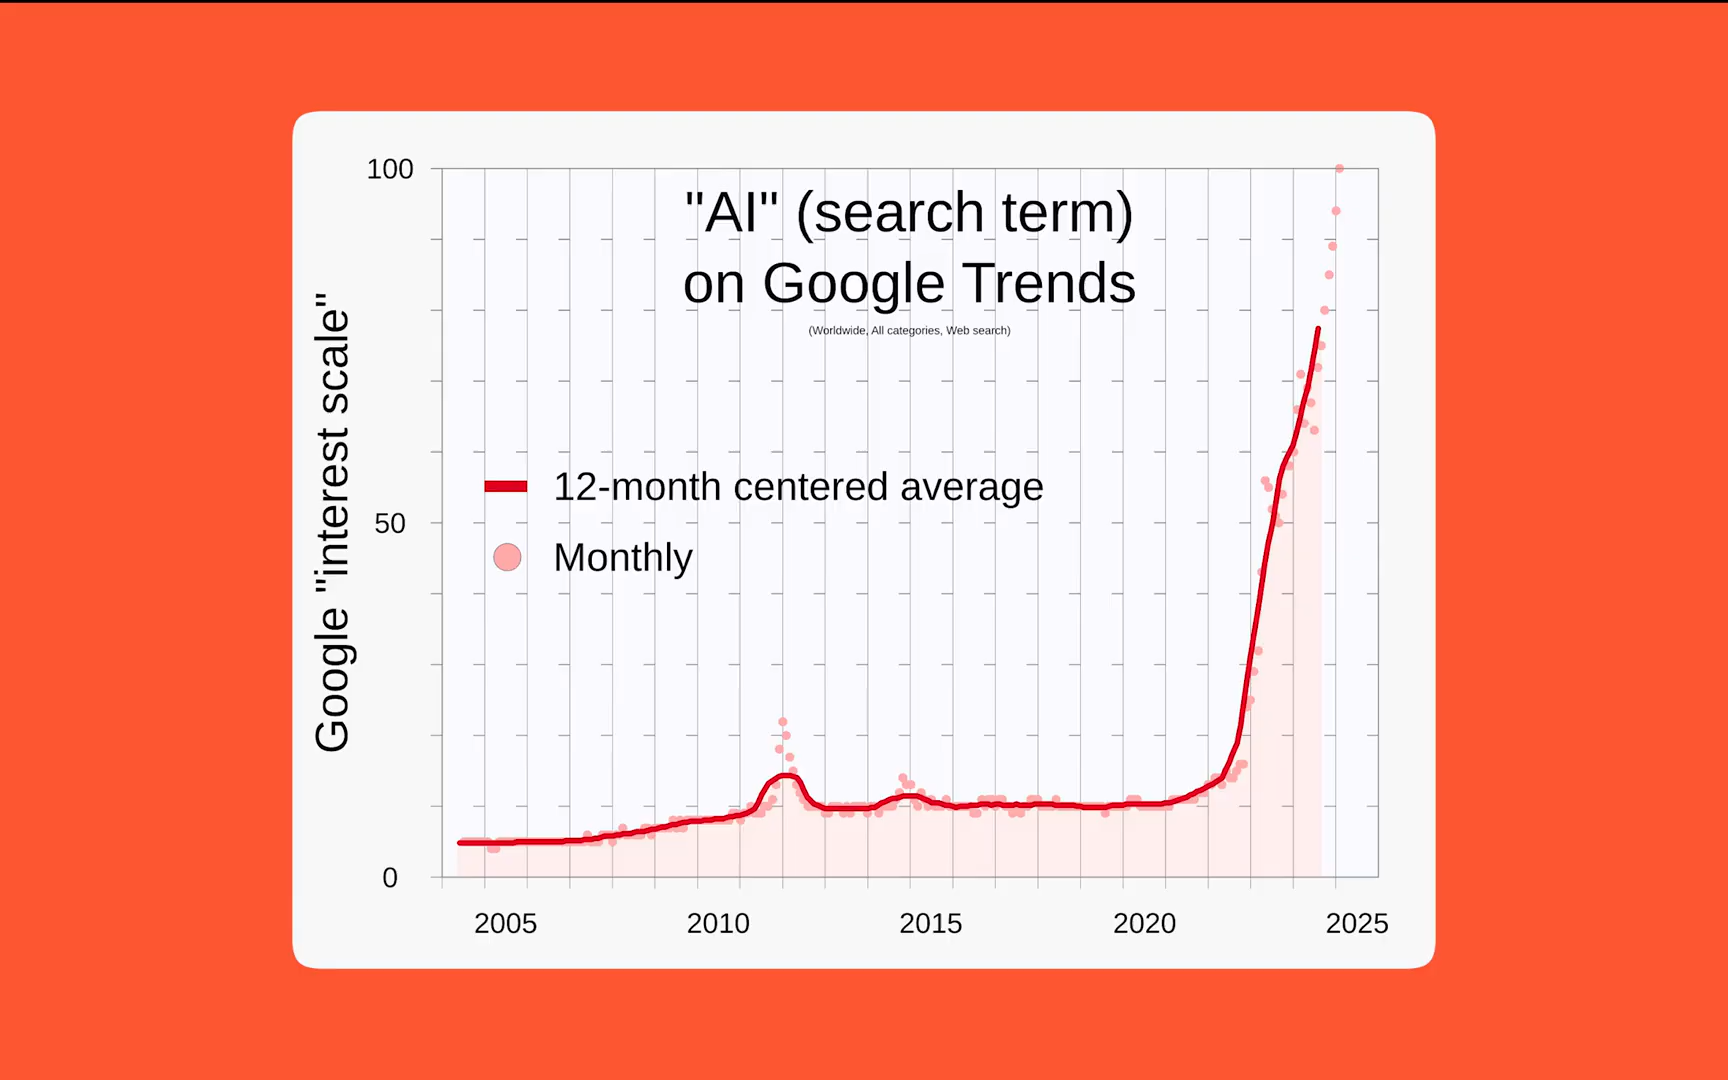 100
"AI" (search term)
on Google Trends
(Worldwide, All categories, Web search)
Google "interest scale"
12-month centered average
50
Monthly
0
2005 2010 2015 2020 2025